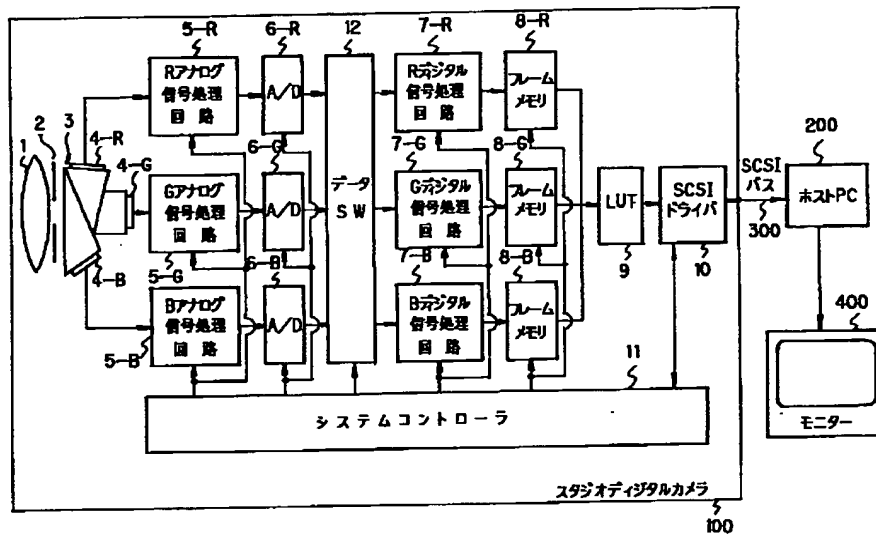 5-R
6-R
12
7-R
8-R
Rアナログ
信号処理
回路
A/D
Rディジタル
信号処理
回路
フレーム
メモリ
1
2
3
4-R
4-G
6-G
7-G
8-G
200
Gアナログ
信号処理
回路
A/D
データ
SW
Gディジタル
信号処理
回路
フレーム
メモリ
LUT
SCSI
ドライバ
SCSI
バス
ホストPC
300
9
10
4-B
5-G
6-B
7-B
8-B
Bアナログ
信号処理
回路
A/D
Bディジタル
信号処理
回路
フレーム
メモリ
5-B
11
400
システムコントローラ
モニター
スタジオディジタルカメラ
100